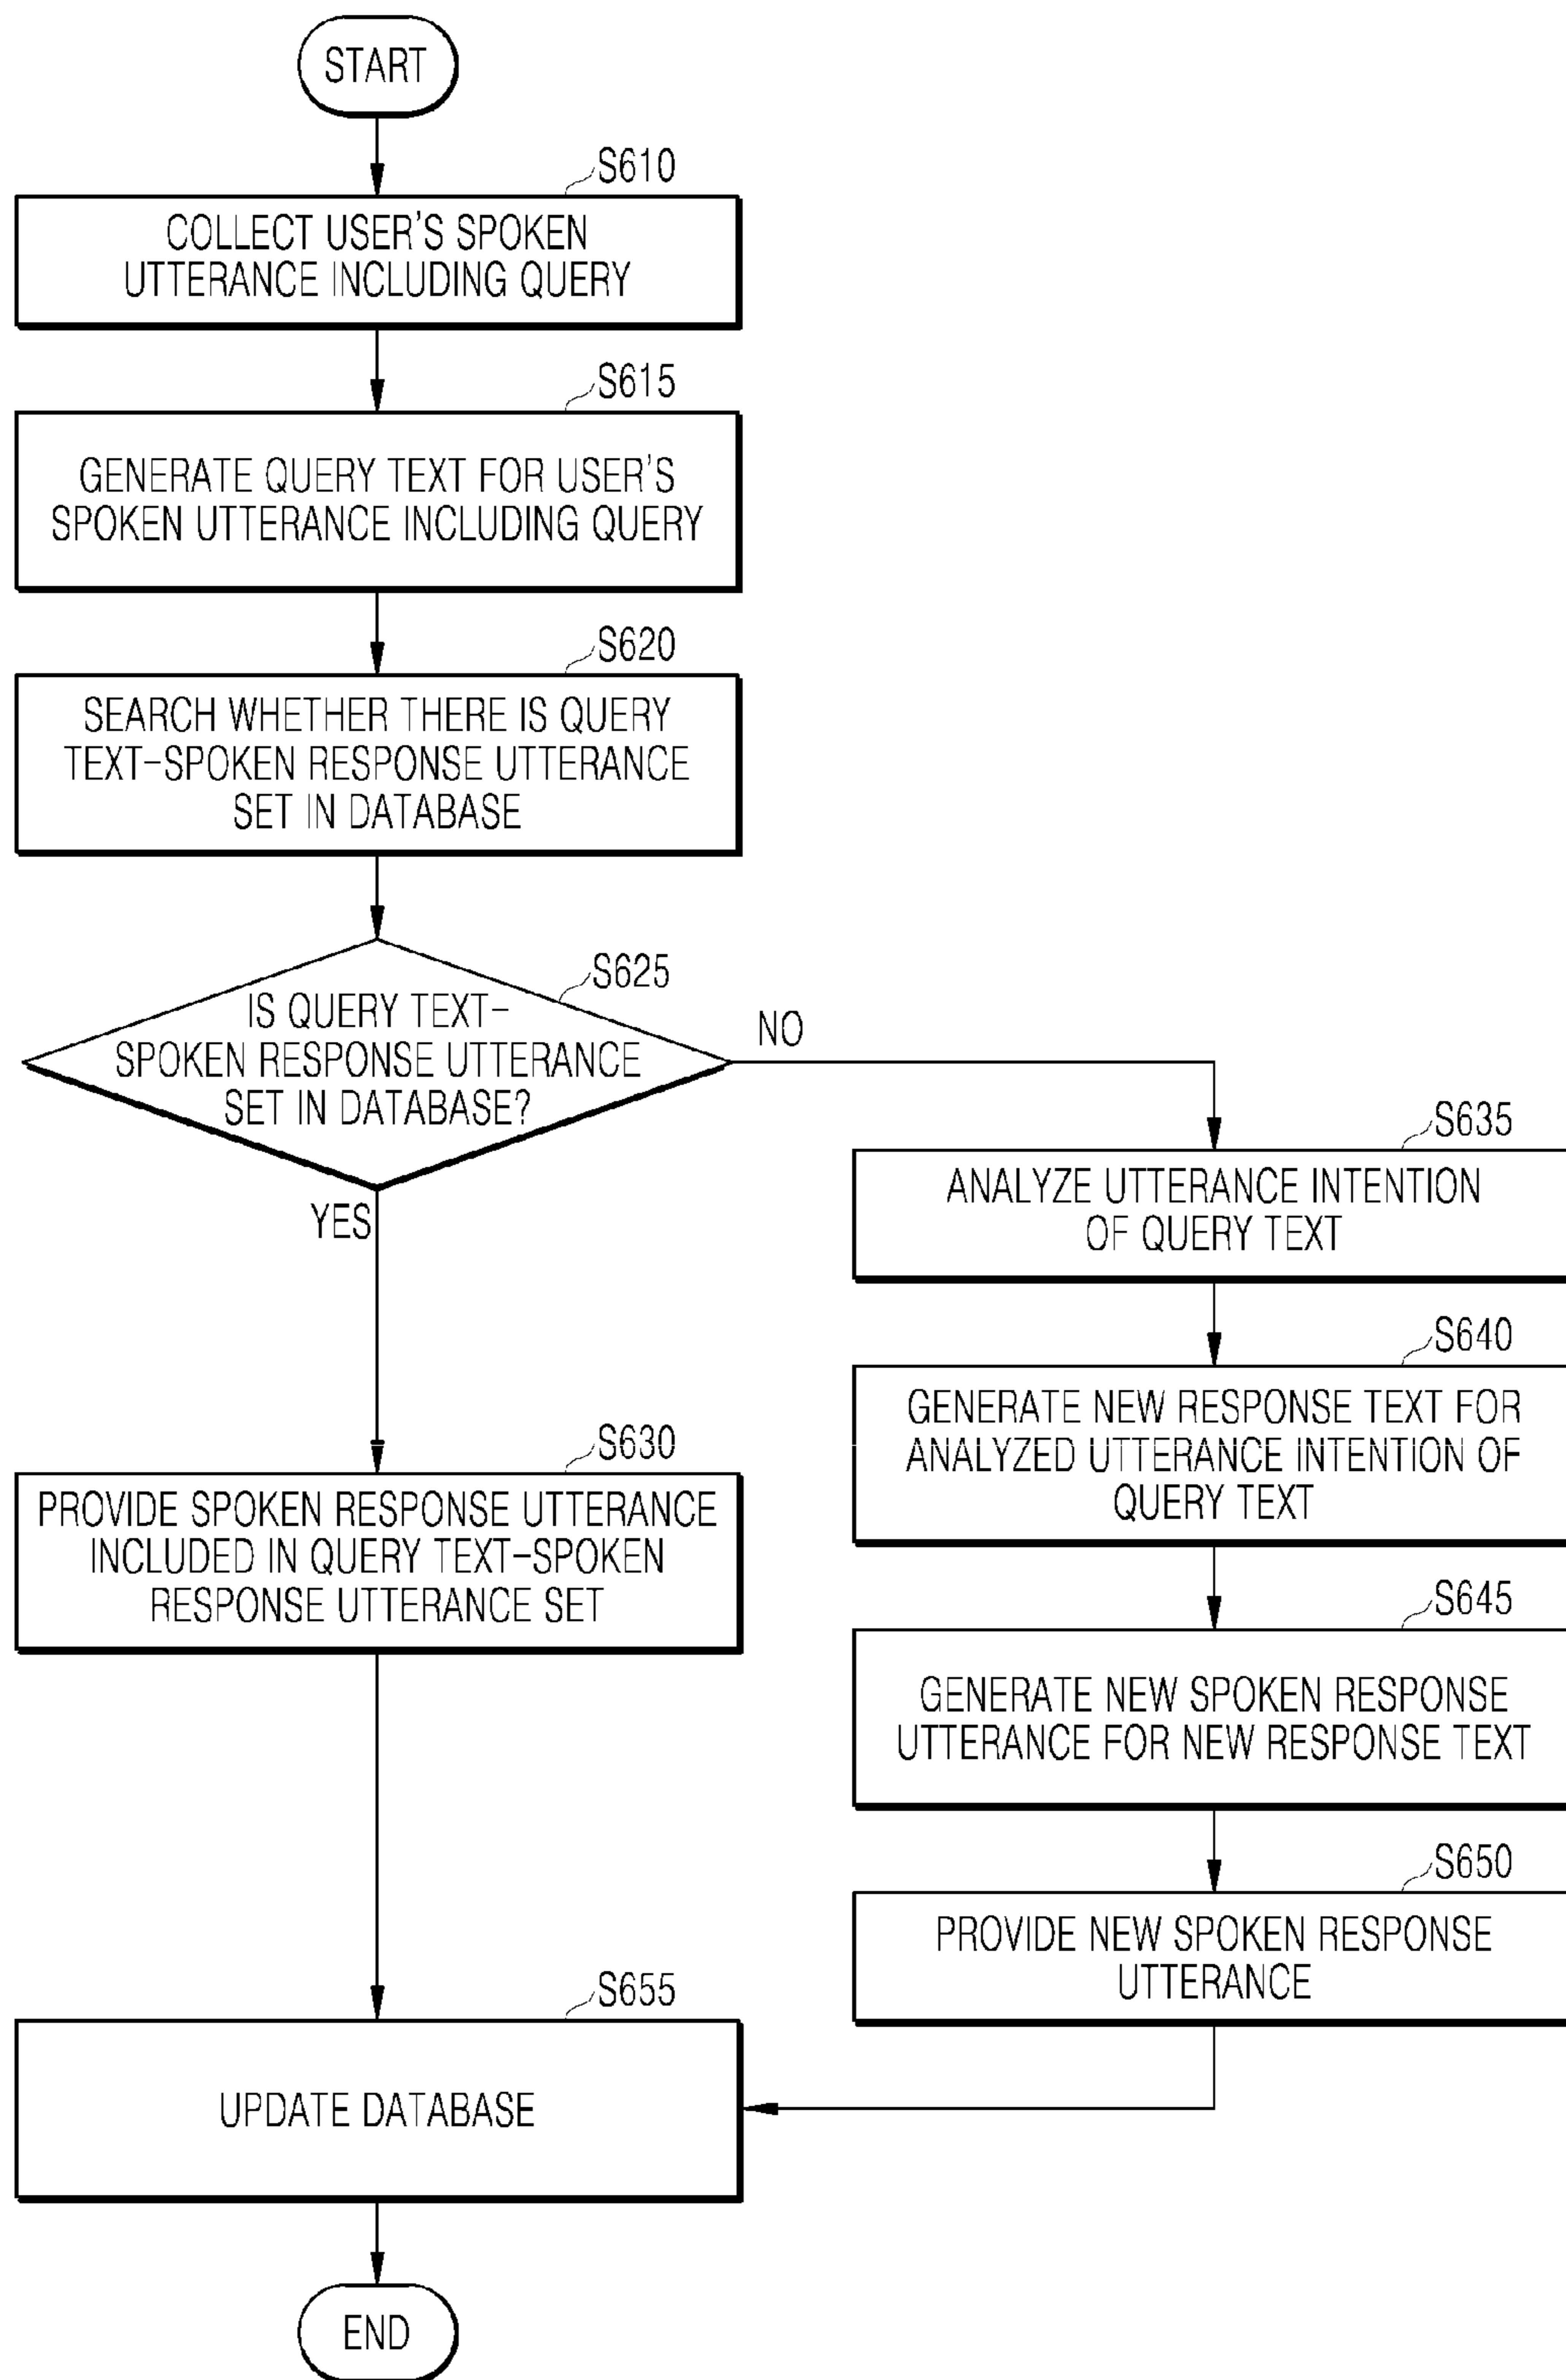 START
S610
COLLECT USER'S SPOKEN
UTTERANCE INCLUDING QUERY
S615
GENERATE QUERY TEXT FOR USER'S
SPOKEN UTTERANCE INCLUDING QUERY
S620
SEARCH WHETHER THERE IS QUERY
TEXT-SPOKEN RESPONSE UTTERANCE
SET IN DATABASE
S625
IS QUERY TEXT-
SPOKEN RESPONSE UTTERANCE
SET IN DATABASE?
NO
YES
S635
ANALYZE UTTERANCE INTENTION
OF QUERY TEXT
S640
GENERATE NEW RESPONSE TEXT FOR
ANALYZED UTTERANCE INTENTION OF
QUERY TEXT
S630
PROVIDE SPOKEN RESPONSE UTTERANCE
INCLUDED IN QUERY TEXT-SPOKEN
RESPONSE UTTERANCE SET
S645
GENERATE NEW SPOKEN RESPONSE
UTTERANCE FOR NEW RESPONSE TEXT
S650
PROVIDE NEW SPOKEN RESPONSE
UTTERANCE
S655
UPDATE DATABASE
END